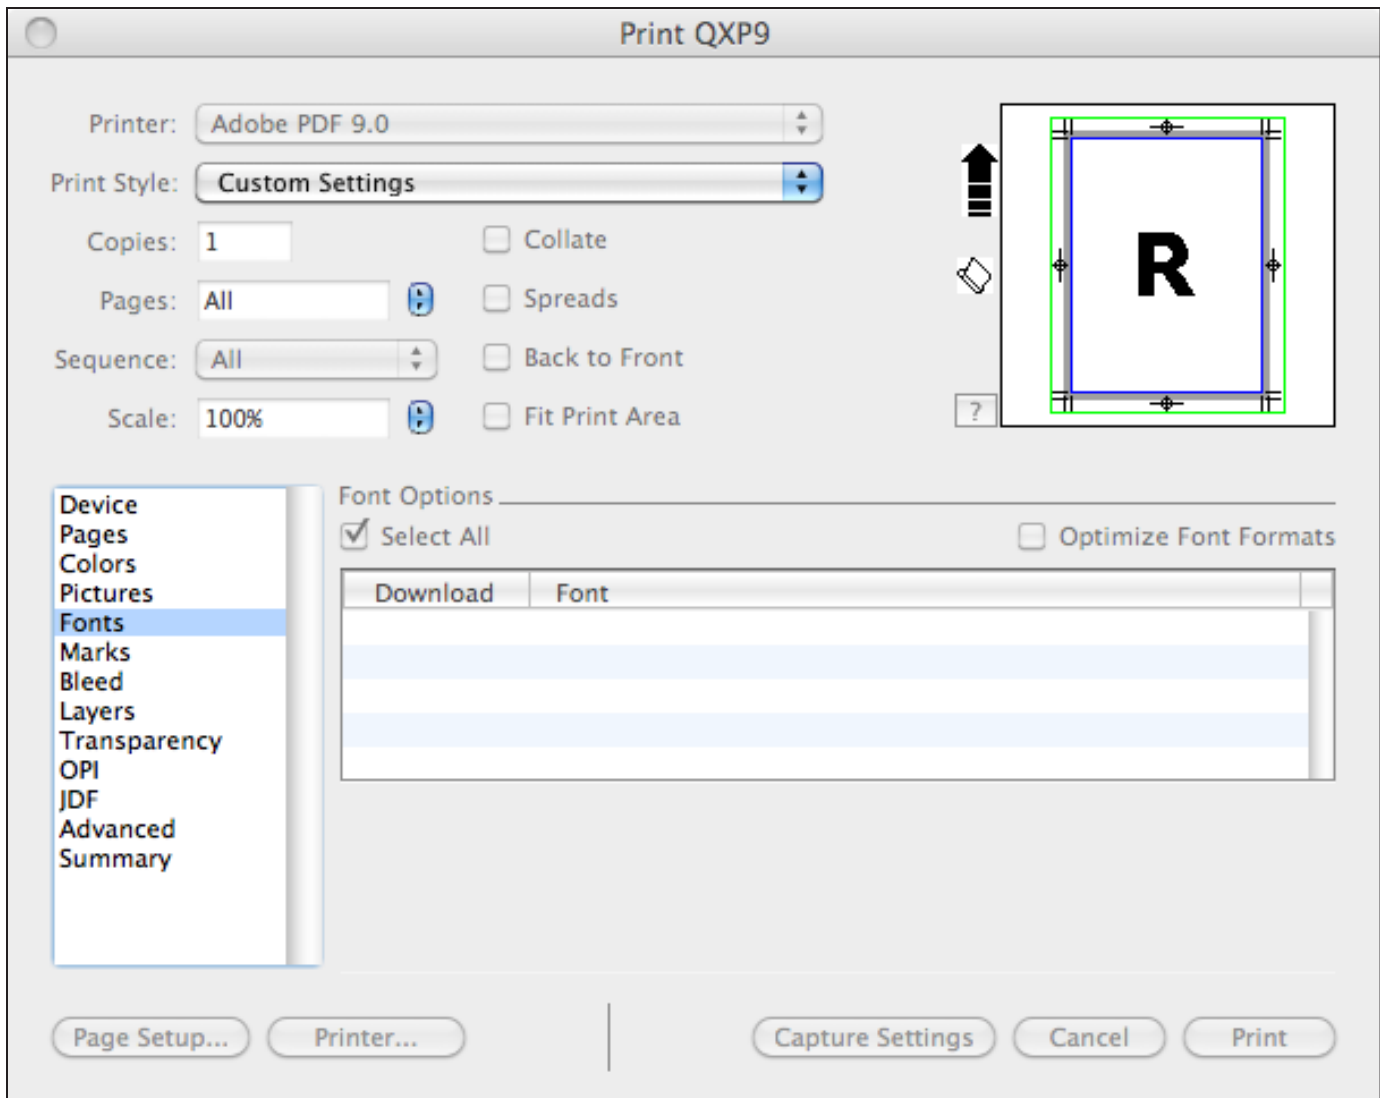 Print QXP9
Printer: Adobe PDF 9.0
Print Style: Custom Settings
Copies: 1 Collate
Pages: All Spreads
Sequence: All Back to Front
Scale: 100% Fit Print Area
R
?
Device
Pages
Colors
Pictures
Fonts
Marks
Bleed
Layers
Transparency
OPI
JDF
Advanced
Summary
Font Options
Select All Optimize Font Formats
Download Font
Page Setup... Printer... Capture Settings Cancel Print